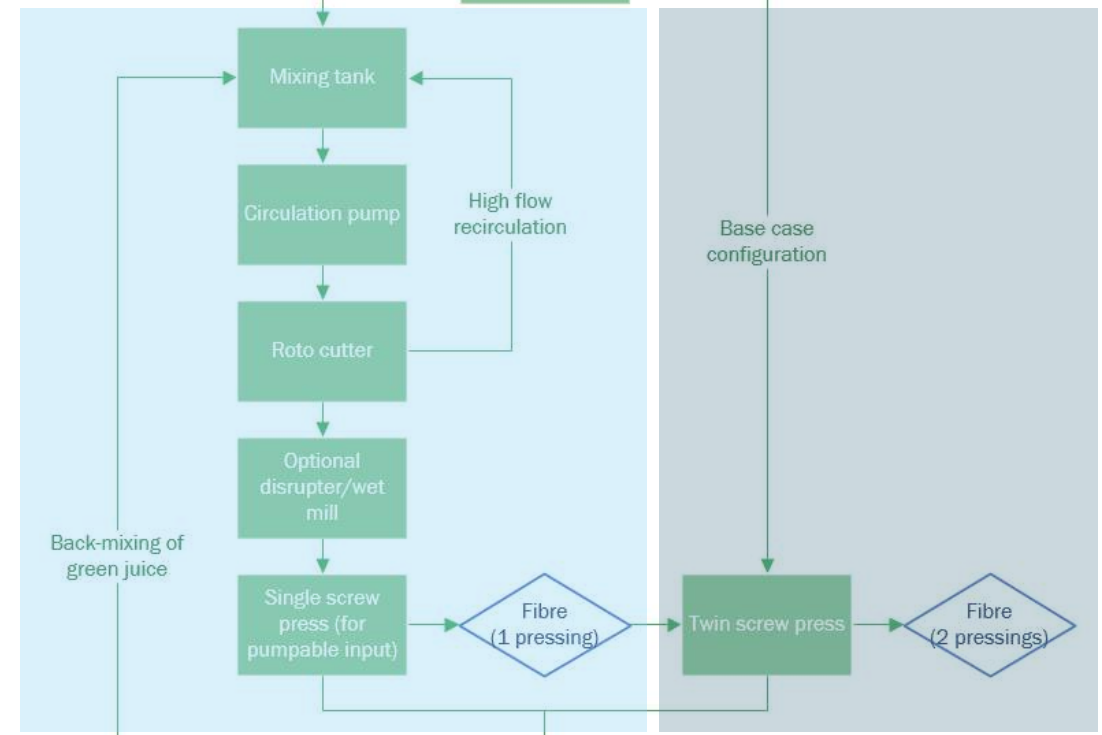 Mixing tank
Circulation pump
High flow
recirculation
Base case
configuration
Roto cutter
Optional
disrupter/wet
mill
Back-mixing of
green juice
Single screw
press (for
pumpable input)
Fibre
(1 pressing)
Twin screw press
Fibre
(2 pressings)